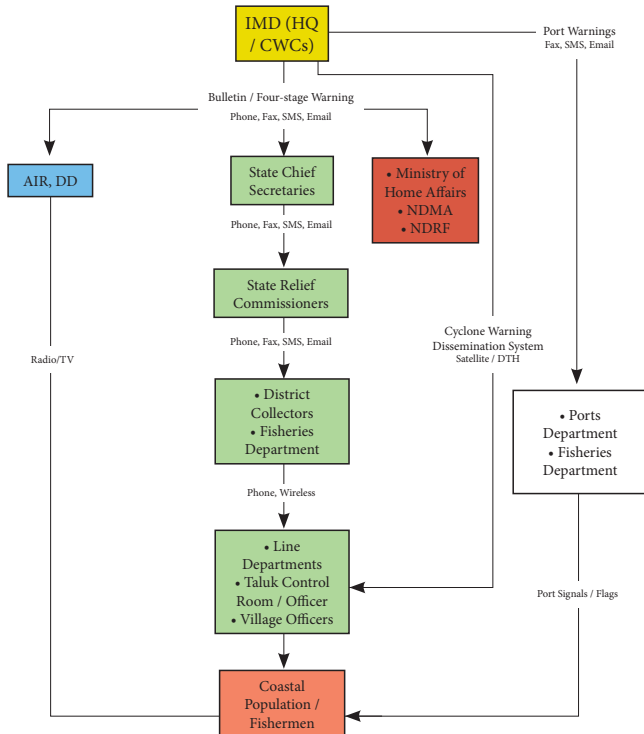 IMD (HQ
/ CWCs)
Port Warnings
Fax, SMS, Email
Bulletin / Four-stage Warning
Phone, Fax, SMS, Email
AIR, DD
State Chief
Secretaries
• Ministry of
Home Affairs
• NDMA
• NDRF
Phone, Fax, SMS, Email
State Relief
Commissioners
Cyclone Warning
Dissemination System
Satellite / DTH
Phone, Fax, SMS, Email
Radio/TV
• District
Collectors
• Fisheries
Department
• Ports
Department
• Fisheries
Department
Phone, Wireless
• Line
Departments
• Taluk Control
Room / Officer
• Village Officers
Port Signals / Flags
Coastal
Population /
Fishermen